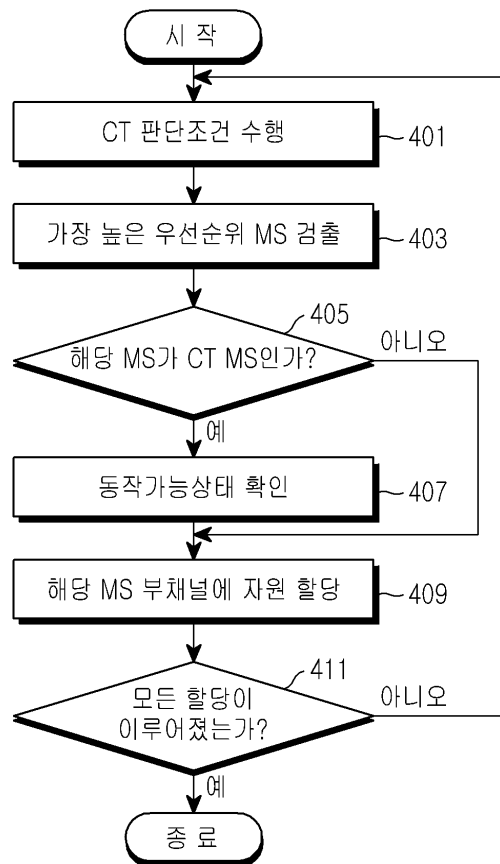 시 작
CT 판단조건 수행
401
가장 높은 우선순위 MS 검출
403
405
해당 MS가 CT MS인가?
아니오
예
동작가능상태 확인
407
해당 MS 부채널에 자원 할당
409
411
모든 할당이
이루어졌는가?
아니오
예
종 료